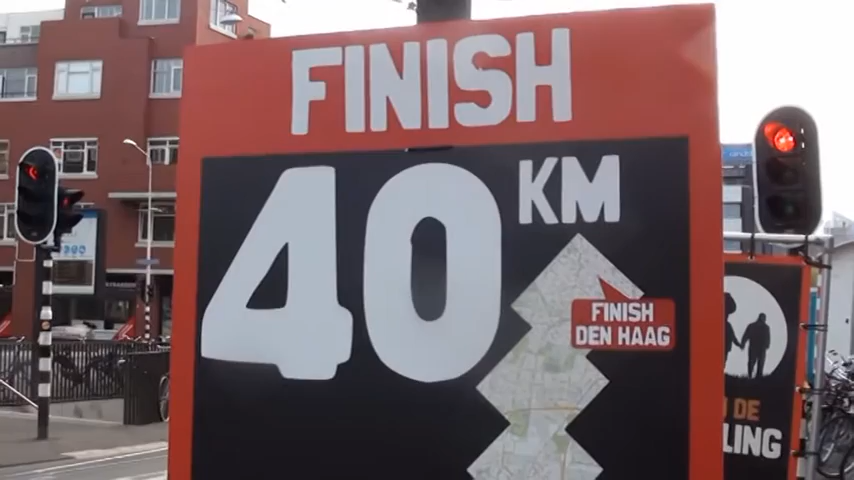 FINISH
40 KM
FINISH
DEN HAAG
DE
LING